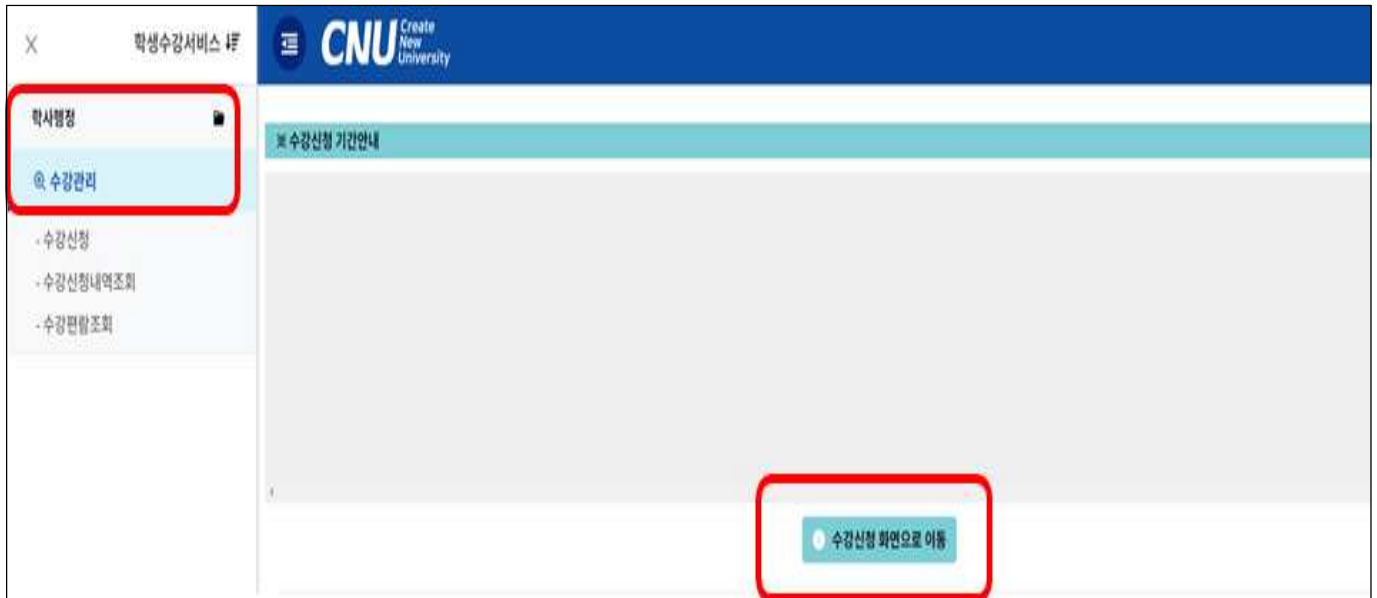 학생수강서비스
CNU Create New University
학사행정
수강관리
※ 수강신청 기간안내
- 수강신청
- 수강신청내역조회
- 수강편람조회
수강신청 화면으로 이동